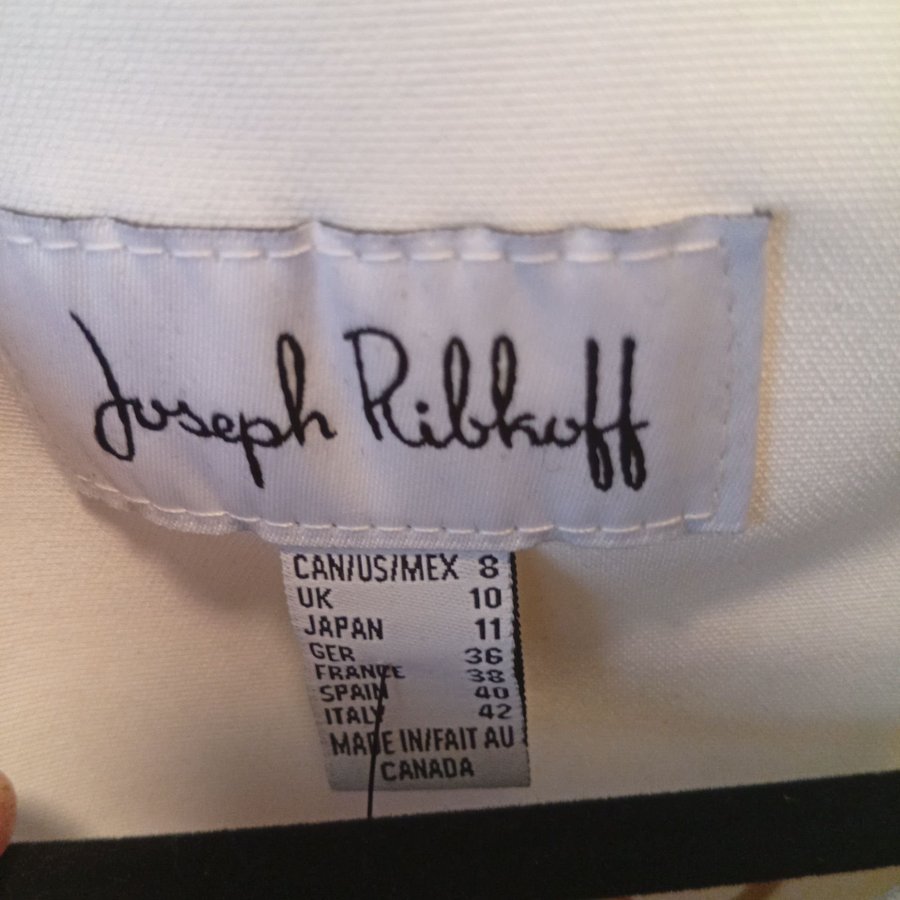 Joseph Ribkoff
CAN/US/MEX 8
UK 10
JAPAN 11
GER 36
FRANCE 38
SPAIN 40
ITALY 42
MADE IN/FAIT AU
CANADA